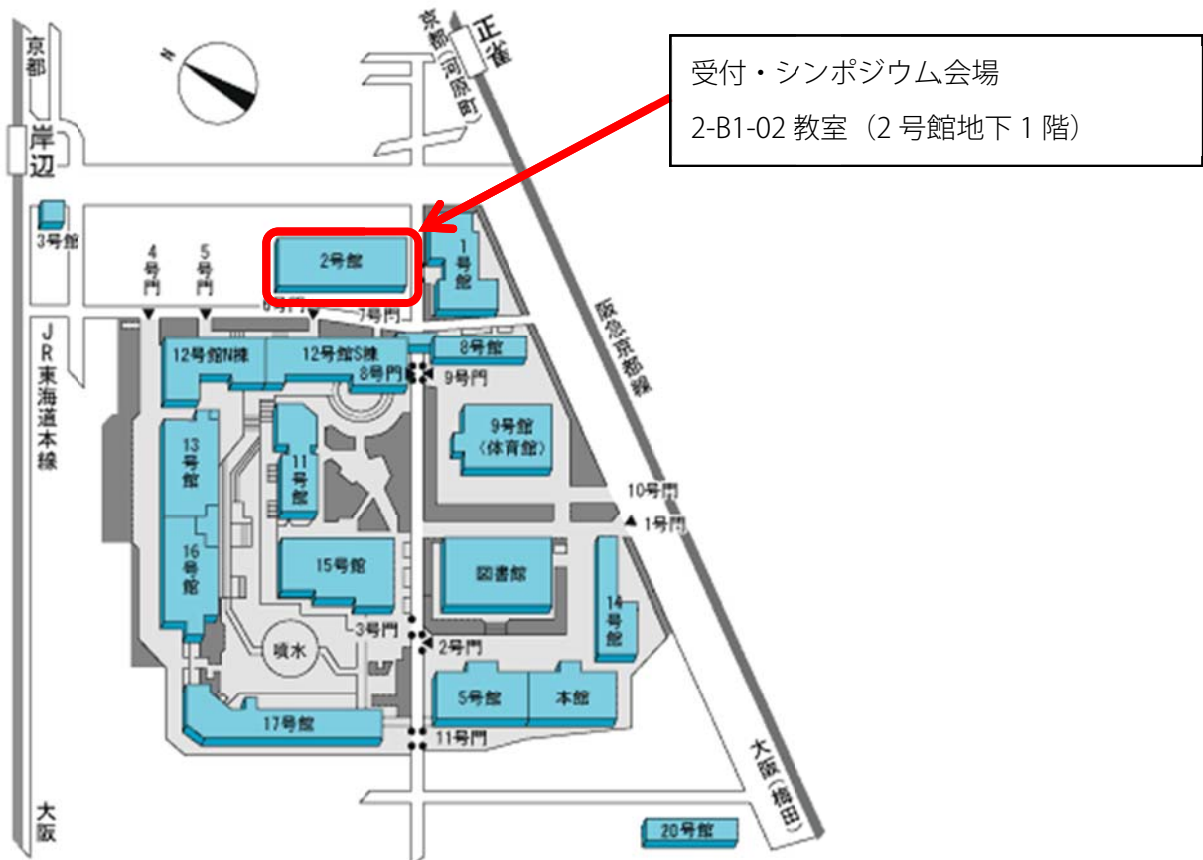 京都
N
正雀
京都(河原町)
受付・シンポジウム会場
2-B1-02 教室（2 号館地下 1 階）
岸辺
3号館
4号門
5号門
2号館
1号館
6号門
7号門
JR東海道本線
阪急京都線
12号館N棟
12号館S棟
8号館
8号門
9号門
13号館
11号館
9号館
〈体育館〉
10号門
1号門
16号館
15号館
図書館
14号館
3号門
2号門
噴水
5号館
本館
17号館
11号門
大阪(梅田)
大阪
20号館